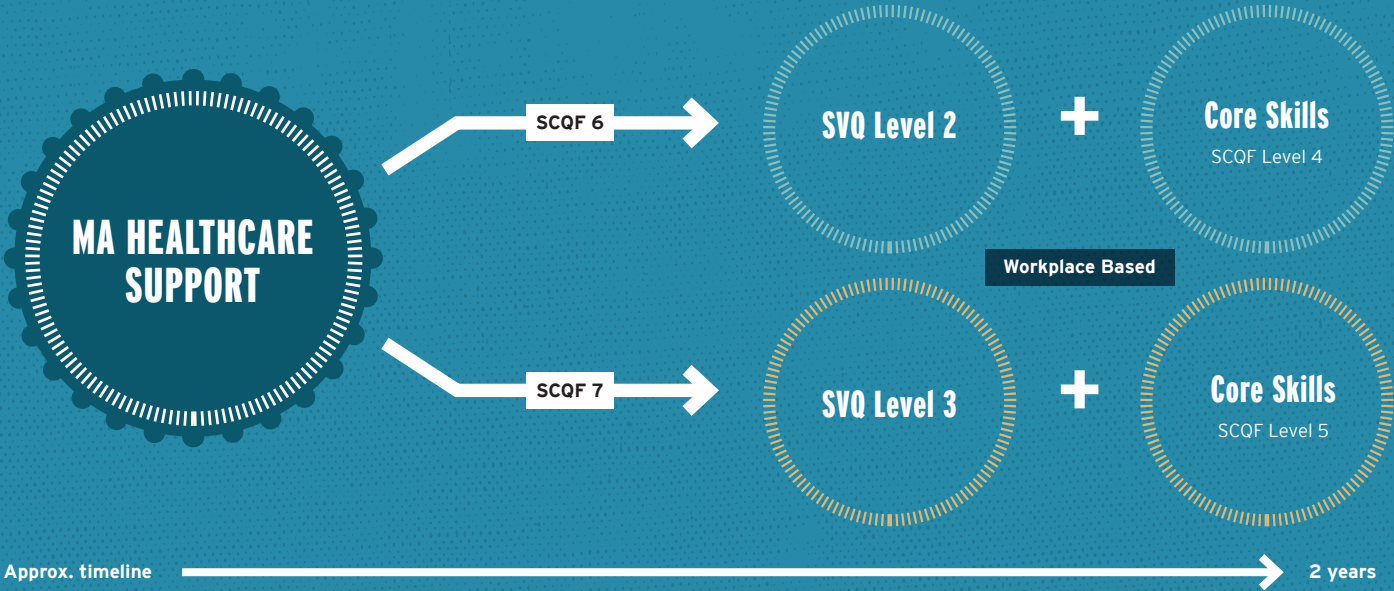 MA HEALTHCARE
SUPPORT
SCQF 6
SVQ Level 2
+
Core Skills
SCQF Level 4
Workplace Based
SCQF 7
SVQ Level 3
+
Core Skills
SCQF Level 5
Approx. timeline
2 years